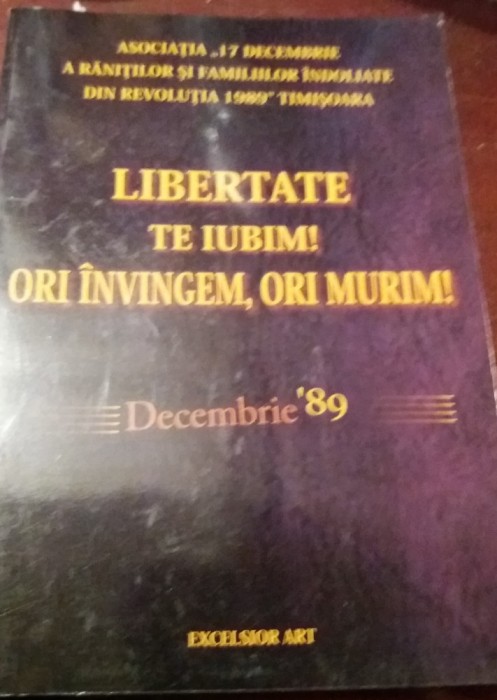 ASOCIAȚIA „17 DECEMBRIE
A RĂNIȚILOR ȘI FAMILIILOR ÎNDOLIATE
DIN REVOLUȚIA 1989” TIMIȘOARA
LIBERTATE
TE IUBIM!
ORI ÎNVINGEM, ORI MURIM!
Decembrie '89
EXCELSIOR ART